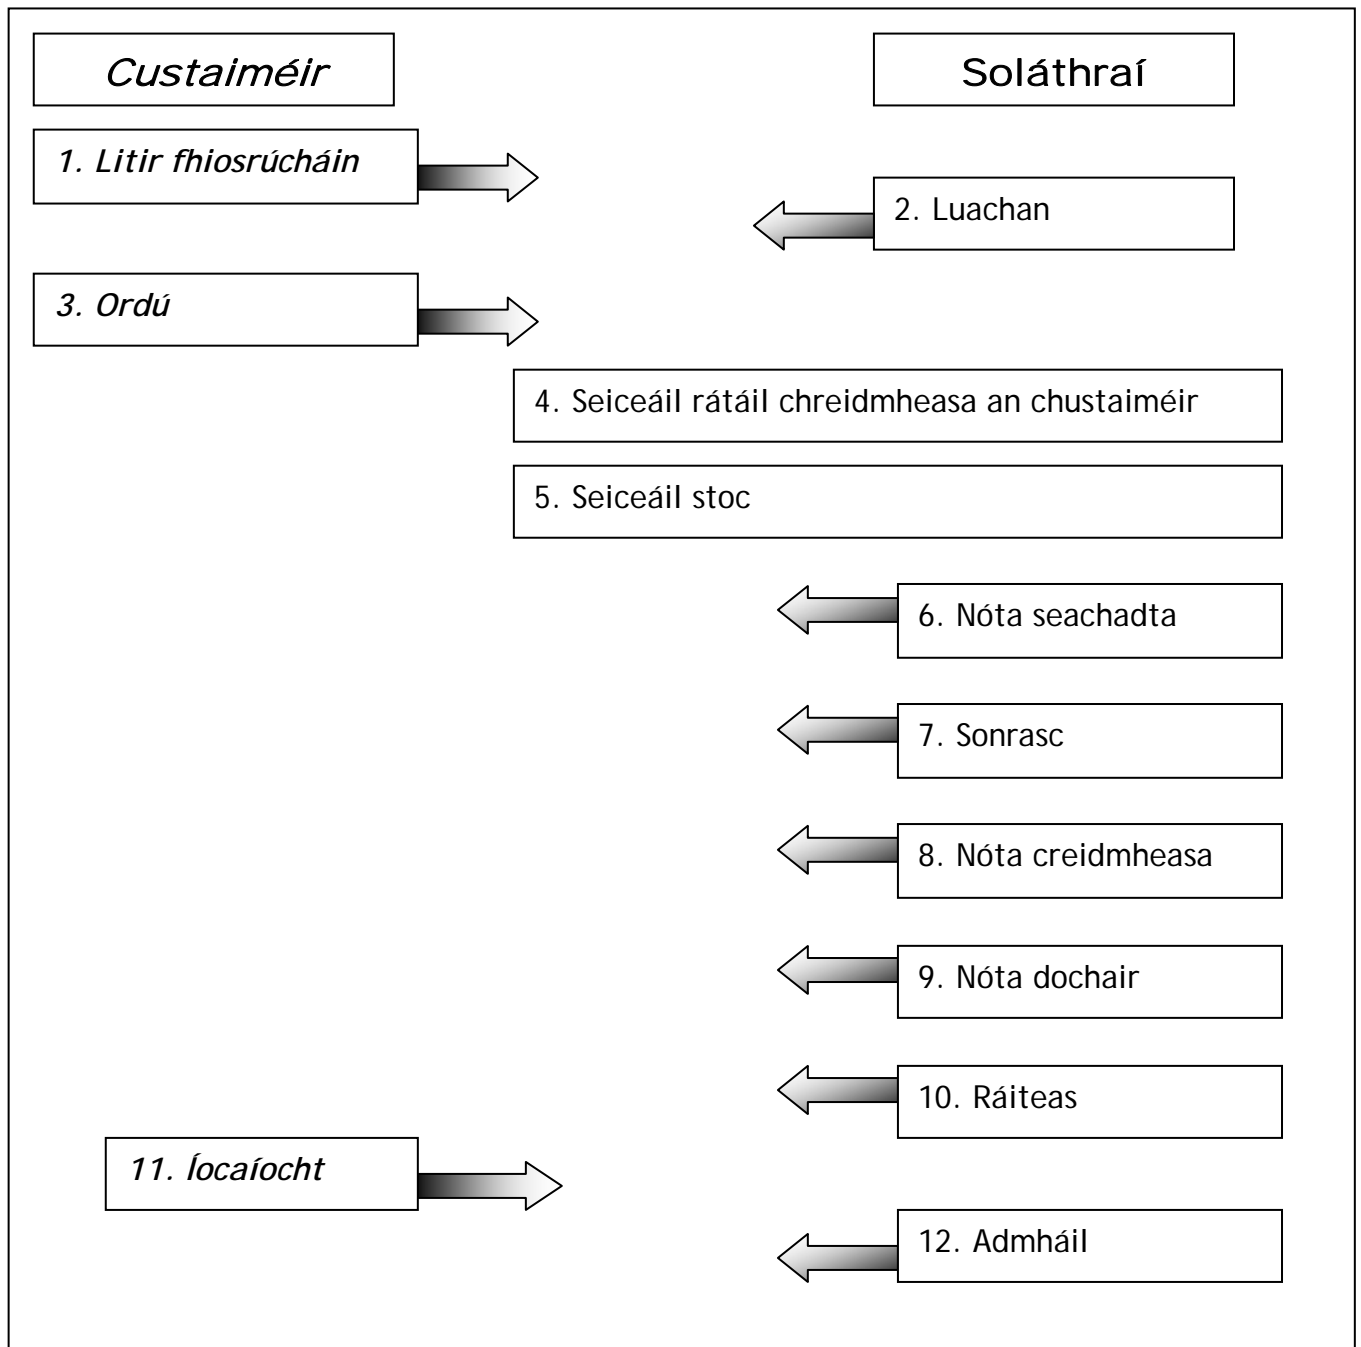 Custaiméir
Soláthraí
1. Litir fhiosrúcháin
2. Luachan
3. Ordú
4. Seiceáil rátáil chreidmheasa an chustaiméir
5. Seiceáil stoc
6. Nóta seachadta
7. Sonrasc
8. Nóta creidmheasa
9. Nóta dochair
10. Ráiteas
11. Íocaíocht
12. Admháil